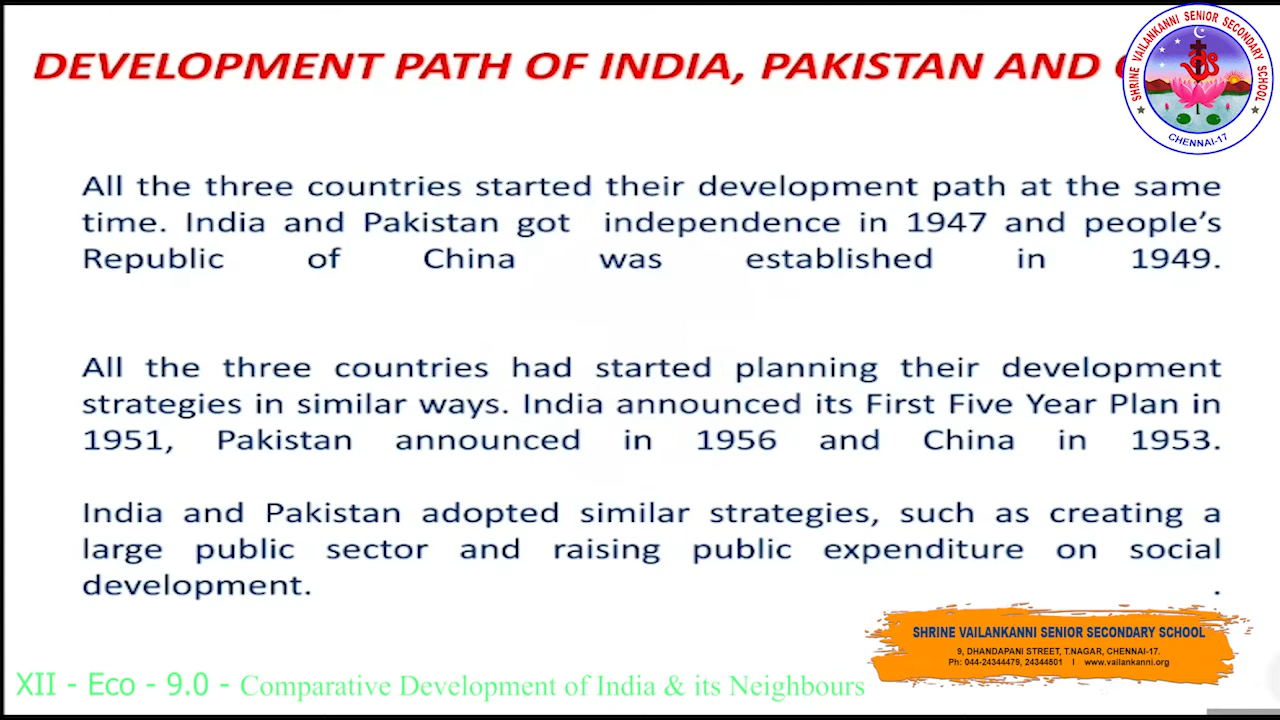 DEVELOPMENT PATH OF INDIA, PAKISTAN AND
SHRINE VAILANKANNI SENIOR SECONDARY SCHOOL
CHENNAI-17
All the three countries started their development path at the same
time. India and Pakistan got independence in 1947 and people's
Republic of China was established in 1949.
All the three countries had started planning their development
strategies in similar ways. India announced its First Five Year Plan in
1951, Pakistan announced in 1956 and China in 1953.
India and Pakistan adopted similar strategies, such as creating a
large public sector and raising public expenditure on social
development. .
SHRINE VAILANKANNI SENIOR SECONDARY SCHOOL
9, DHANDAPANI STREET, T.NAGAR, CHENNAI-17.
Ph: 044-24344479, 24344501 I www.vailankanni.org
XII - Eco - 9.0 - Comparative Development of India & its Neighbours